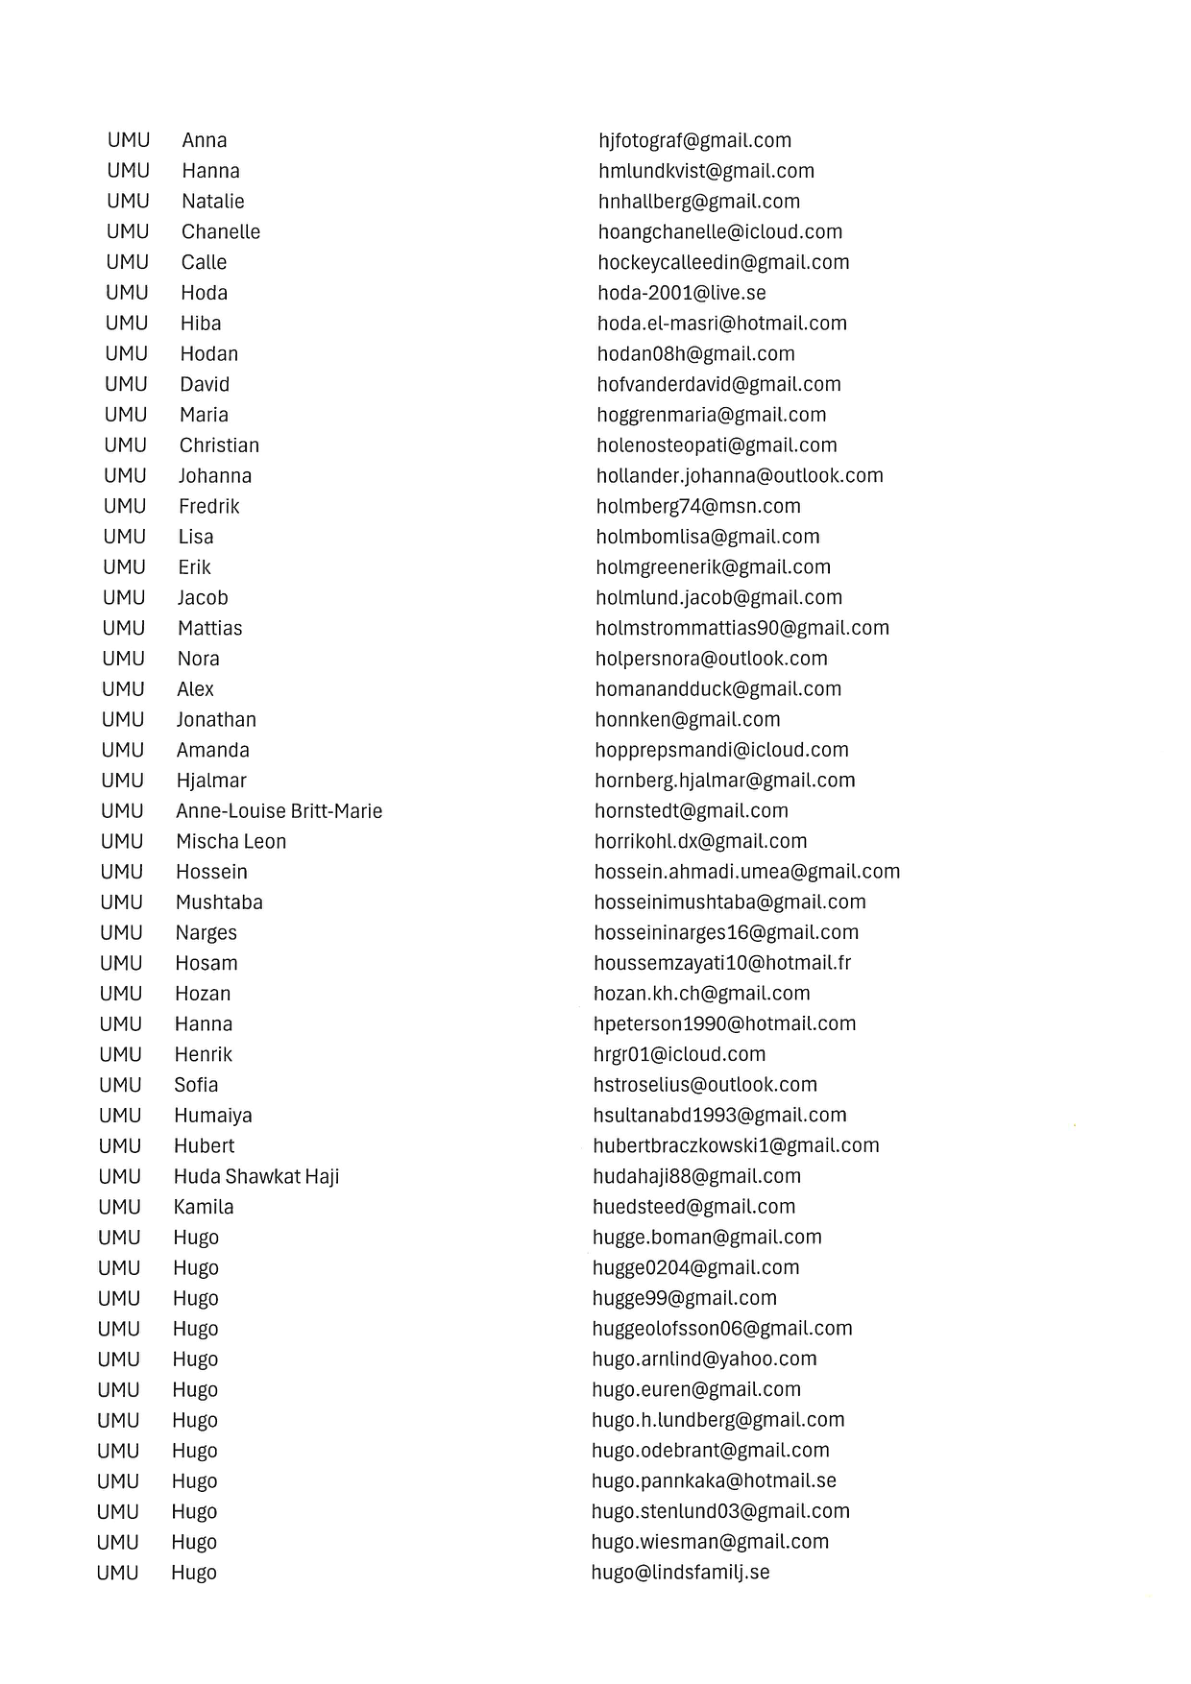 UMU Anna hjfotograf@gmail.com
UMU Hanna hmlundkvist@gmail.com
UMU Natalie hnhallberg@gmail.com
UMU Chanelle hoangchanelle@icloud.com
UMU Calle hockeycalleedin@gmail.com
UMU Hoda hoda-2001@live.se
UMU Hiba hoda.el-masri@hotmail.com
UMU Hodan hodan08h@gmail.com
UMU David hofvanderdavid@gmail.com
UMU Maria hoggrenmaria@gmail.com
UMU Christian holenosteopati@gmail.com
UMU Johanna hollander.johanna@outlook.com
UMU Fredrik holmberg74@msn.com
UMU Lisa holmbomlisa@gmail.com
UMU Erik holmgreenerik@gmail.com
UMU Jacob holmlund.jacob@gmail.com
UMU Mattias holmstrommattias90@gmail.com
UMU Nora holpersnora@outlook.com
UMU Alex homanandduck@gmail.com
UMU Jonathan honnken@gmail.com
UMU Amanda hopprepsmandi@icloud.com
UMU Hjalmar hornberg.hjalmar@gmail.com
UMU Anne-Louise Britt-Marie hornstedt@gmail.com
UMU Mischa Leon horrikohl.dx@gmail.com
UMU Hossein hossein.ahmadi.umea@gmail.com
UMU Mushtaba hosseinimushtaba@gmail.com
UMU Narges hosseininarges16@gmail.com
UMU Hosam houssemzayati10@hotmail.fr
UMU Hozan hozan.kh.ch@gmail.com
UMU Hanna hpeterson1990@hotmail.com
UMU Henrik hrgr01@icloud.com
UMU Sofia hstroselius@outlook.com
UMU Humaiya hsultanabd1993@gmail.com
UMU Hubert hubertbraczkowski1@gmail.com
UMU Huda Shawkat Haji hudahaji88@gmail.com
UMU Kamila huedsteed@gmail.com
UMU Hugo hugge.boman@gmail.com
UMU Hugo hugge0204@gmail.com
UMU Hugo hugge99@gmail.com
UMU Hugo huggeolofsson06@gmail.com
UMU Hugo hugo.arnlind@yahoo.com
UMU Hugo hugo.euren@gmail.com
UMU Hugo hugo.h.lundberg@gmail.com
UMU Hugo hugo.odebrant@gmail.com
UMU Hugo hugo.pannkaka@hotmail.se
UMU Hugo hugo.stenlund03@gmail.com
UMU Hugo hugo.wiesman@gmail.com
UMU Hugo hugo@lindsfamilj.se